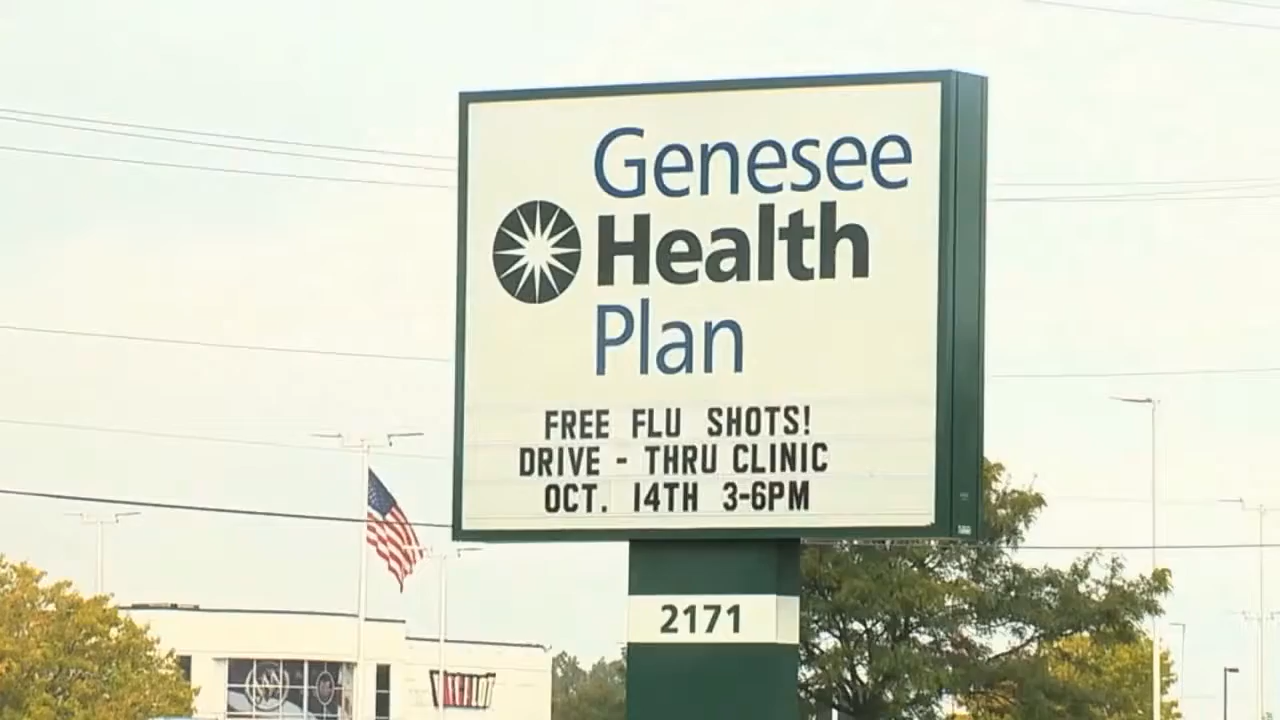 Genesee
Health
Plan
FREE FLU SHOTS!
DRIVE - THRU CLINIC
OCT. 14TH 3-6PM
2171